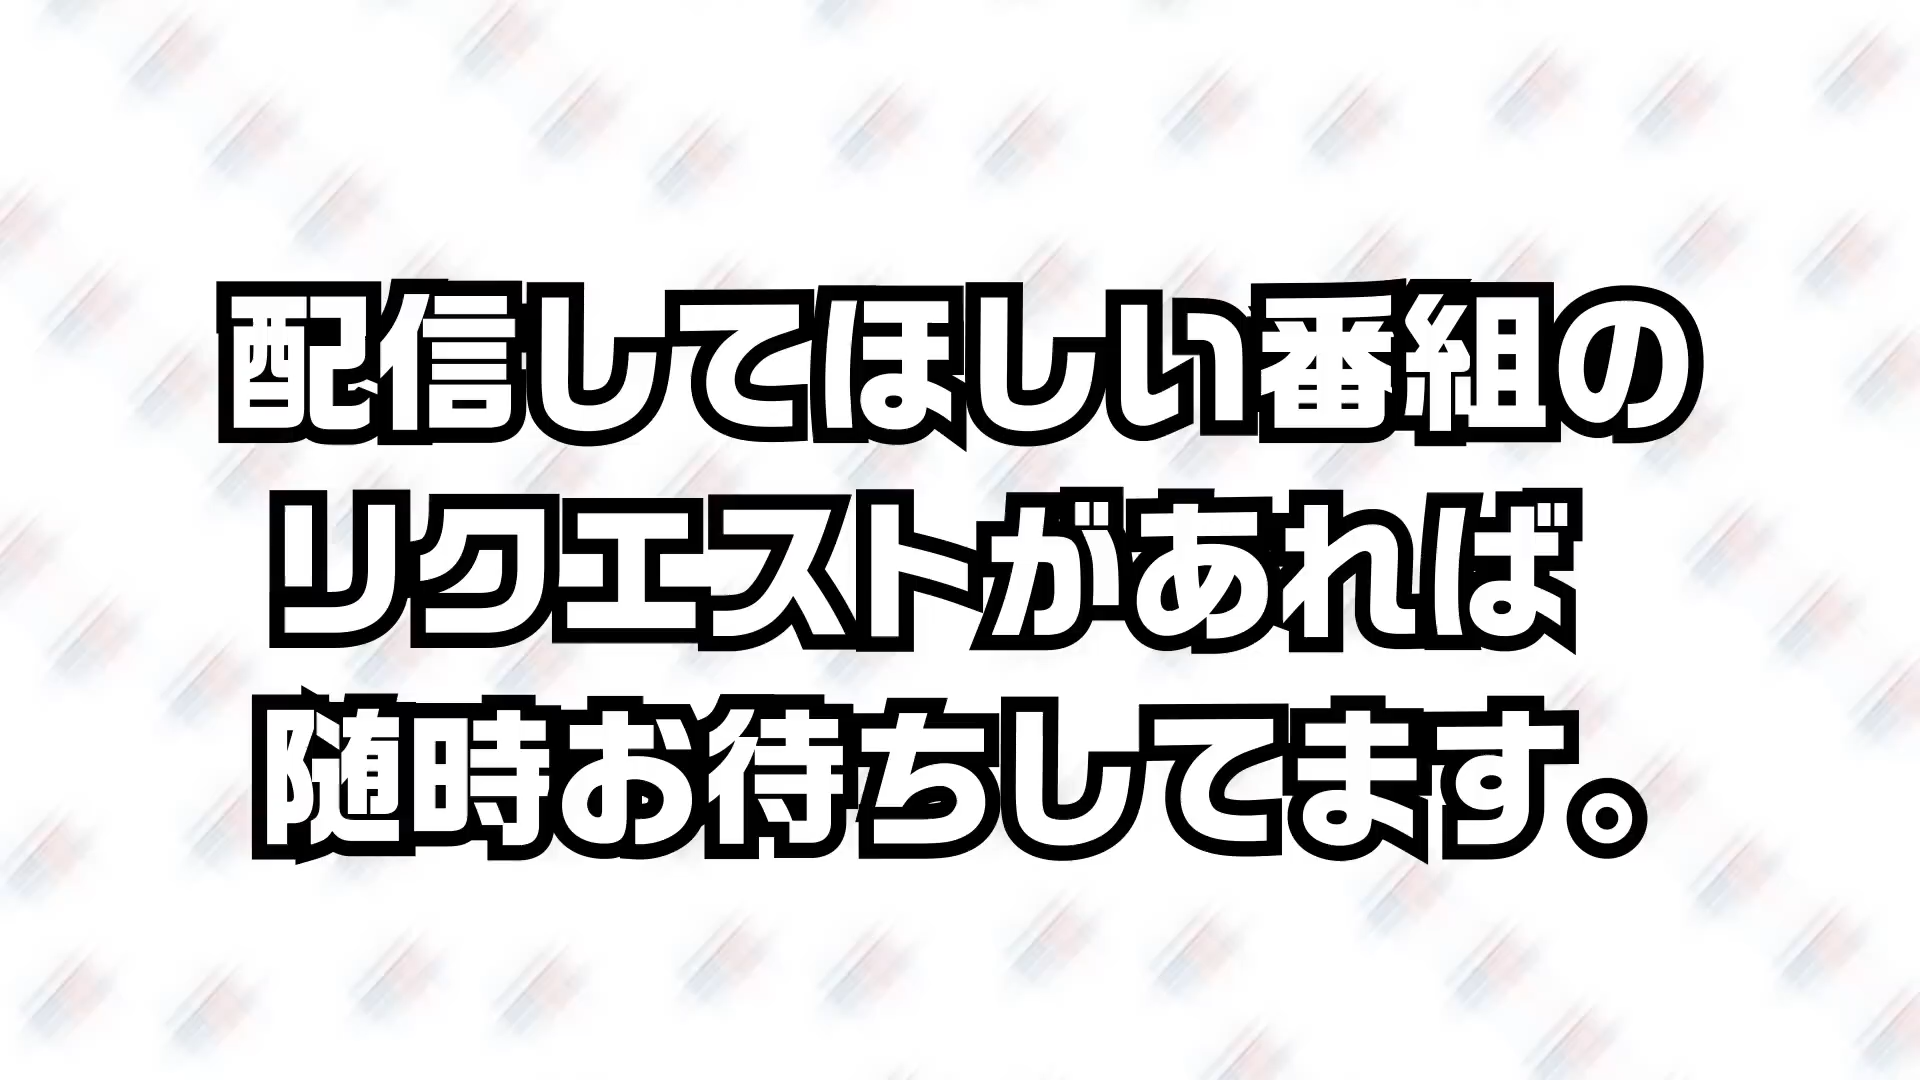 配信してほしい番組の
リクエストがあれば
随時お待ちしてます。